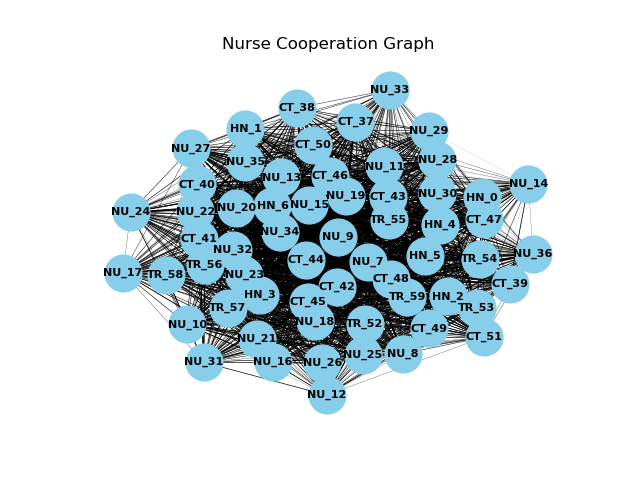 Nurse Cooperation Graph
NU_33
CT_38
CT_37
HN_1
NU_29
CT_50
NU_27
NU_35
NU_28
NU_11
CT_46
NU_13
CT_40
NU_14
NU_30
NU_19
CT_43
HN_0
NU_15
HN_6
NU_20
NU_22
NU_24
TR_55
CT_47
HN_4
NU_34
NU_9
CT_41
NU_32
NU_36
HN_5
TR_54
CT_44
NU_7
TR_56
NU_17
TR_58
NU_23
CT_48
CT_39
CT_42
HN_3
TR_59
HN_2
CT_45
TR_57
TR_53
NU_18
TR_52
NU_10
CT_49
CT_51
NU_21
NU_25
NU_8
NU_31
NU_16
NU_26
NU_12